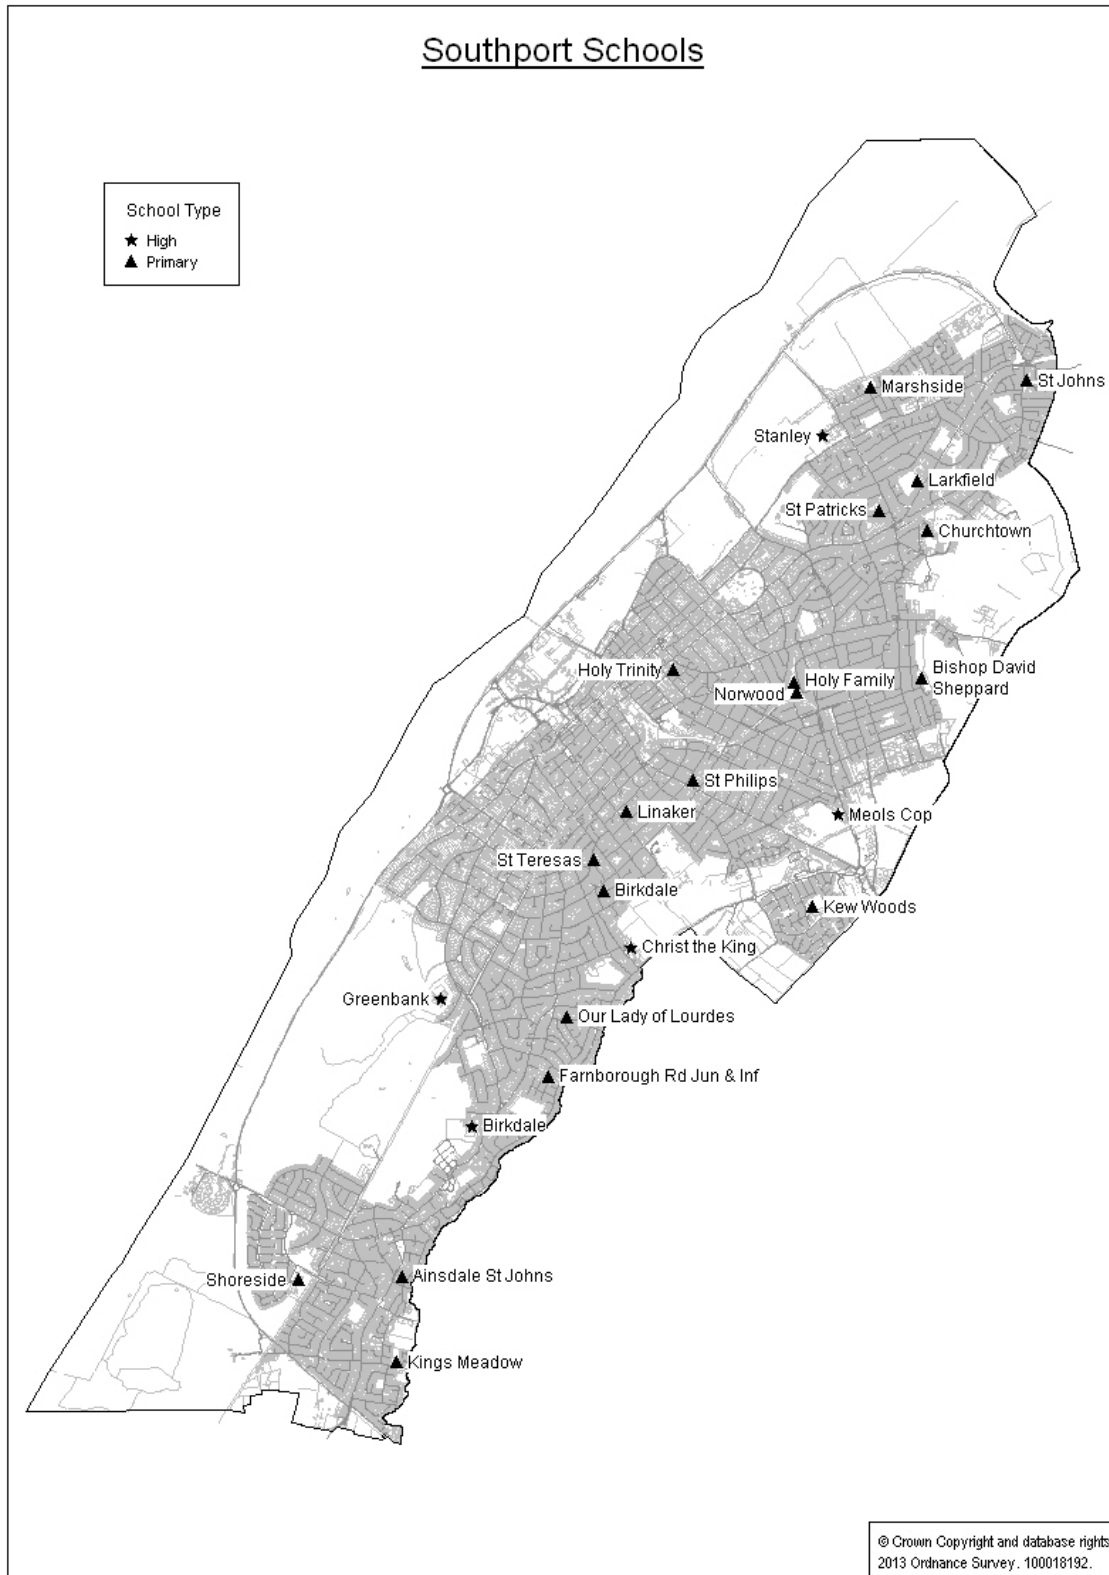 Southport Schools
School Type
High
Primary
Marshside
St Johns
Stanley
Larkfield
St Patricks
Churchtown
Holy Trinity
Holy Family
Norwood
Bishop David
Sheppard
St Philips
Linaker
Meols Cop
St Teresas
Birkdale
Kew Woods
Christ the King
Greenbank
Our Lady of Lourdes
Farnborough Rd Jun & Inf
Birkdale
Shoreside
Ainsdale St Johns
Kings Meadow
© Crown Copyright and database rights
2013 Ordnance Survey. 100018192.